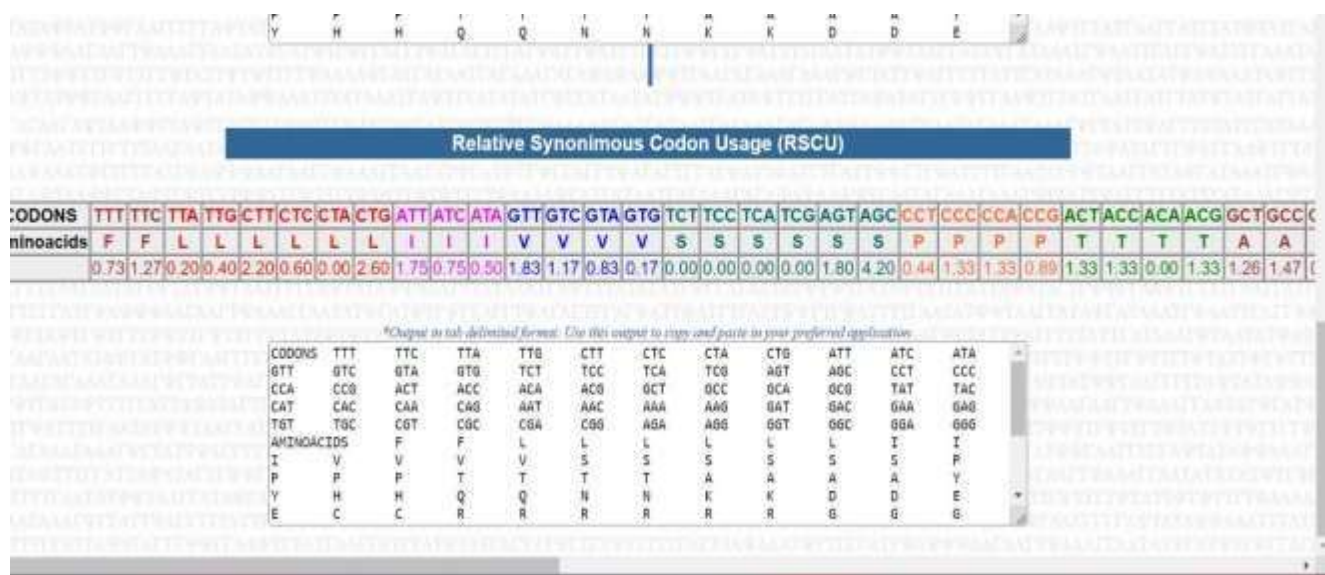 Y H H Q Q N N K K D D E
Relative Synonimous Codon Usage (RSCU)
CODONS TTT TTC TTA TTG CTT CTC CTA CTG ATT ATC ATA GTT GTC GTA GTG TCT TCC TCA TCG AGT AGC CCT CCC CCA CCG ACT ACC ACA ACG GCT GCC
minoacids F F L L L L L L I I I V V V V S S S S S S P P P P T T T T A A
0.73 1.27 0.20 0.40 2.20 0.60 0.00 2.60 1.75 0.75 0.50 1.83 1.17 0.83 0.17 0.00 0.00 0.00 0.00 1.80 4.20 0.44 1.33 1.33 0.89 1.33 1.33 0.00 1.33 1.26 1.47
*Output in tab delimited format: Use this output to copy and paste in your preferred application
CODONS TTT TTC TTA TTG CTT CTC CTA CTG ATT ATC ATA
GTT GTC GTA GTG TCT TCC TCA TCG AGT AGC CCT CCC
CCA CCG ACT ACC ACA ACG GCT GCC GCA GCG TAT TAC
CAT CAC CAA CAG AAT AAC AAA AAG GAT GAC GAA GAG
TGT TGC CGT CGC CGA CGG AGA AGG GGT GGC GGA GGG
AMINOACIDS F F L L L L L L I I
I V V V V S S S S S S P
P P P T T T T A A A A Y
Y H H Q Q N N K K D D E
E C C R R R R R R G G G